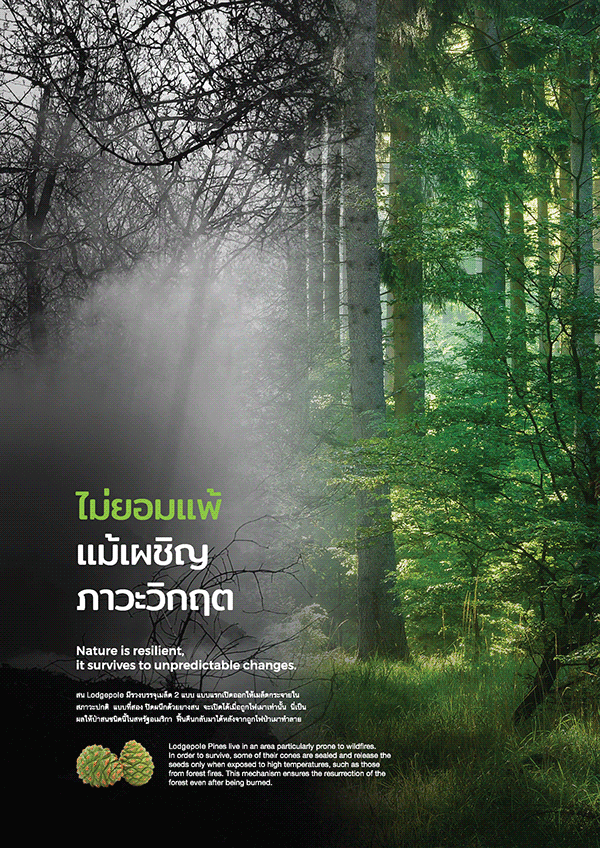 ไม่ยอมแพ้
แม้เผชิญ
ภาวะวิกฤต
Nature is resilient,
it survives to unpredictable changes.
สน Lodgepole มีรวงบรรจุเมล็ด 2 แบบ แบบแรกเปิดออกให้เมล็ดกระจายใน
สภาวะปกติ แบบที่สอง ปิดผนึกด้วยยางสน จะเปิดได้เมื่อถูกไฟเผาเท่านั้น นี่เป็น
ผลให้ป่าสนชนิดนี้ในสหรัฐอเมริกา ฟื้นคืนกลับมาได้หลังจากถูกไฟป่าเผาทำลาย
Lodgepole Pines live in an area particularly prone to wildfires.
In order to survive, some of their cones are sealed and release the
seeds only when exposed to high temperatures, such as those
from forest fires. This mechanism ensures the resurrection of the
forest even after being burned.